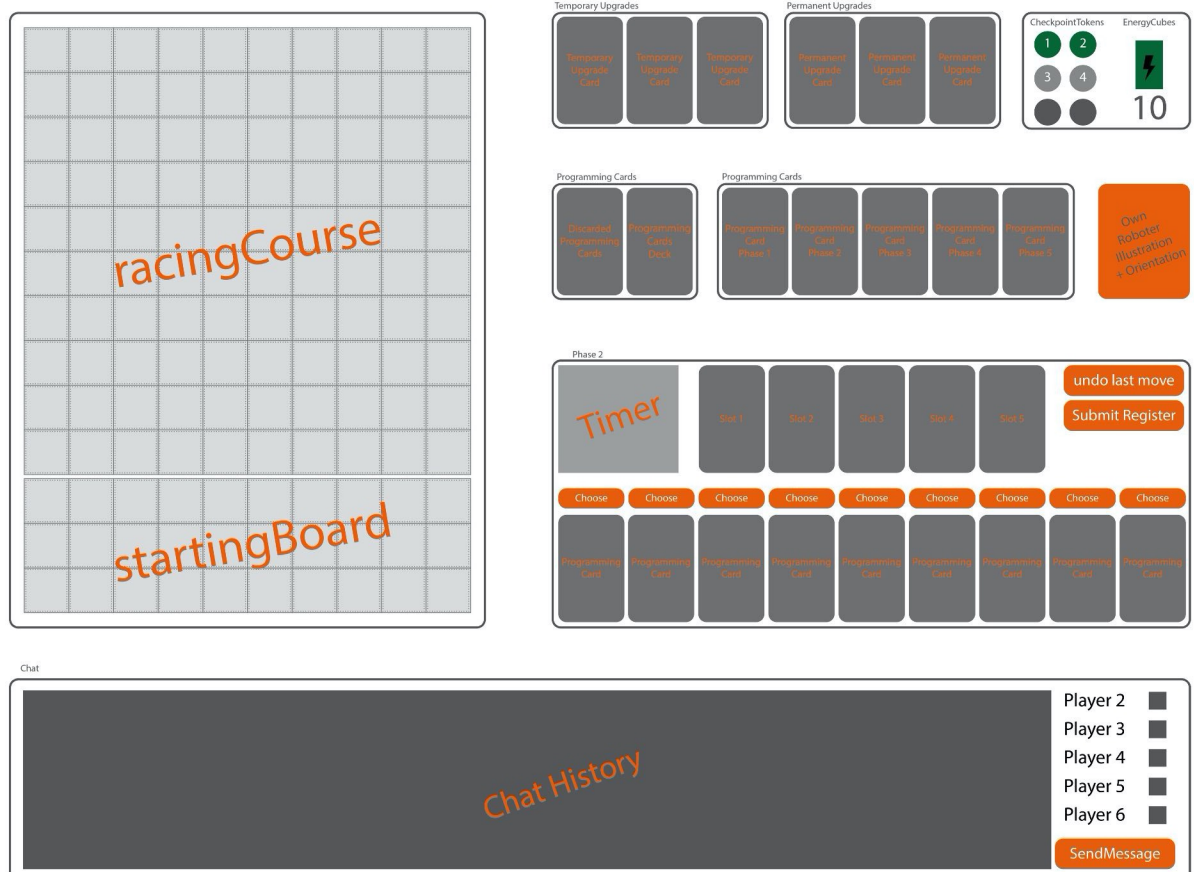 Temporary Upgrades
Permanent Upgrades
CheckpointTokens
EnergyCubes
Temporary
Upgrade
Card
Temporary
Upgrade
Card
Temporary
Upgrade
Card
Permanent
Upgrade
Card
Permanent
Upgrade
Card
Permanent
Upgrade
Card
1
2
3
4
10
racingCourse
startingBoard
Programming Cards
Programming Cards
Discarded
Programming
Cards
Programming
Cards
Deck
Programming
Card
Phase 1
Programming
Card
Phase 2
Programming
Card
Phase 3
Programming
Card
Phase 4
Programming
Card
Phase 5
Own
Roboter
Illustration
+ Orientation
Phase 2
Timer
Slot 1
Slot 2
Slot 3
Slot 4
Slot 5
undo last move
Submit Register
Choose
Choose
Choose
Choose
Choose
Choose
Choose
Choose
Choose
Programming
Card
Programming
Card
Programming
Card
Programming
Card
Programming
Card
Programming
Card
Programming
Card
Programming
Card
Programming
Card
Chat
Chat History
Player 2
Player 3
Player 4
Player 5
Player 6
SendMessage